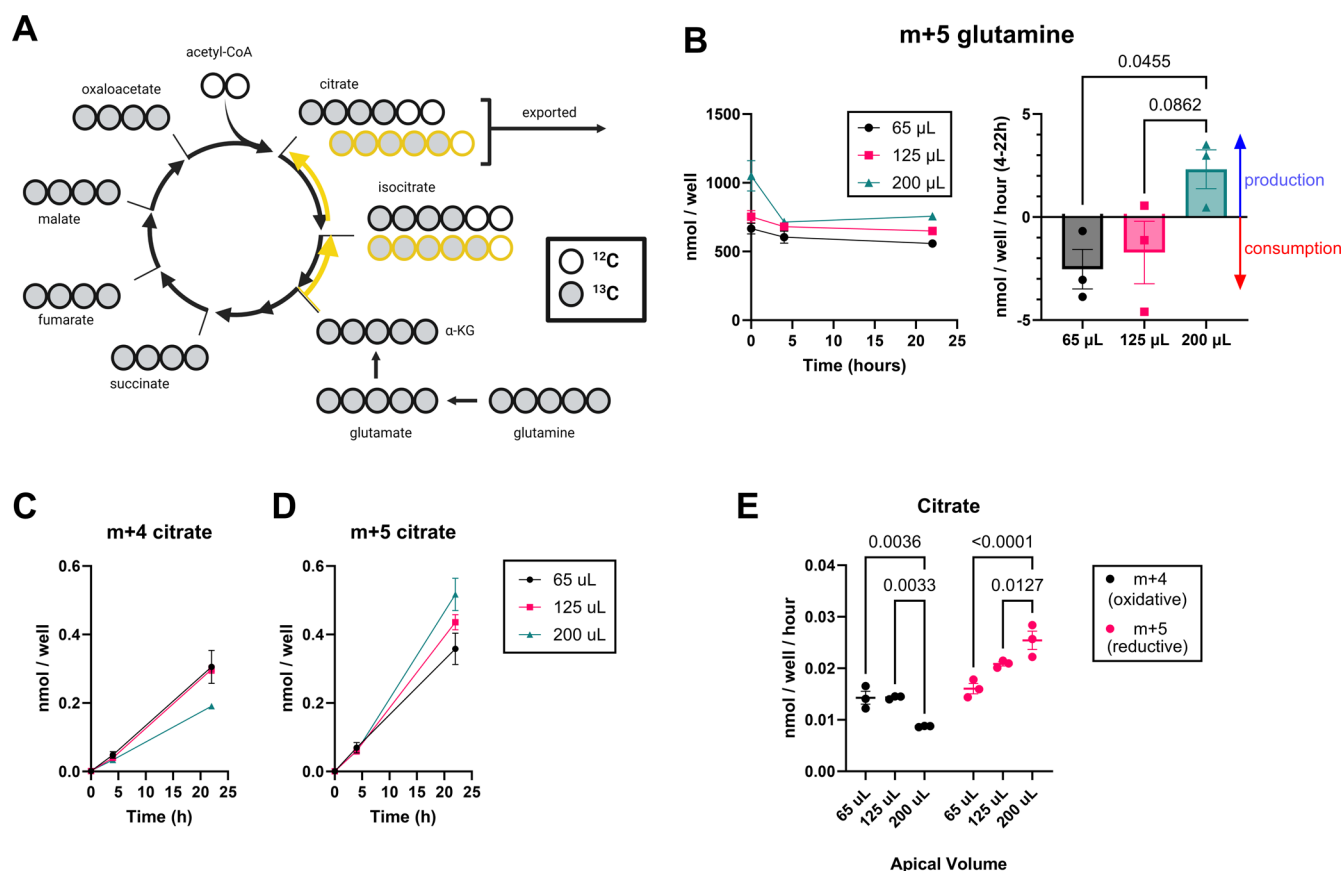 A
acetyl-CoA
oxaloacetate
citrate
exported
malate
isocitrate
¹²C
¹³C
fumarate
α-KG
succinate
glutamate
glutamine
B
m+5 glutamine
nmol / well
1500
1000
500
0
0 5 10 15 20 25
Time (hours)
65 µL
125 µL
200 µL
nmol / well / hour (4-22h)
0.0455
0.0862
5
0
-5
production
consumption
65 µL 125 µL 200 µL
C
m+4 citrate
nmol / well
0.6
0.4
0.2
0.0
0 5 10 15 20 25
Time (h)
D
m+5 citrate
nmol / well
0.6
0.4
0.2
0.0
0 5 10 15 20 25
Time (h)
65 uL
125 uL
200 uL
E
Citrate
nmol / well / hour
0.0036
<0.0001
0.0033
0.0127
0.04
0.03
0.02
0.01
0.00
65 uL 125 uL 200 uL 65 uL 125 uL 200 uL
Apical Volume
m+4
(oxidative)
m+5
(reductive)